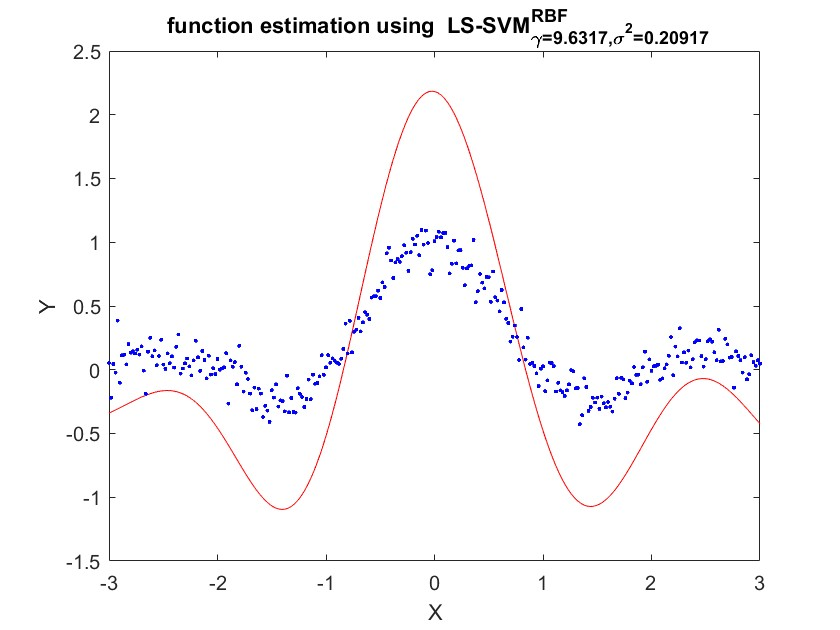 function estimation using LS-SVM^RBF_γ=9.6317,σ^2=0.20917
2.5
2
1.5
1
0.5
0
-0.5
-1
-1.5
Y
-3 -2 -1 0 1 2 3
X